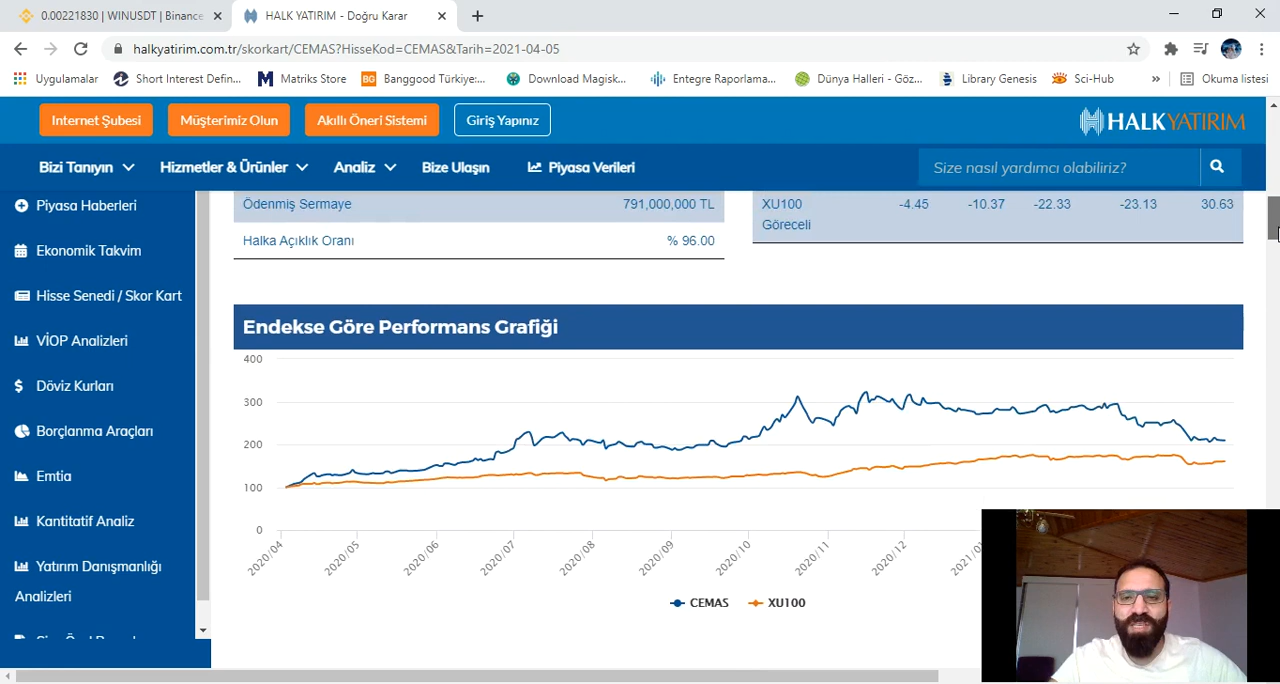 0.00221830 | WINUSDT | Binance
HALK YATIRIM - Doğru Karar
halkyatirim.com.tr/skorkart/CEMAS?HisseKod=CEMAS&Tarih=2021-04-05
Uygulamalar
Short Interest Defin...
Matriks Store
BG Banggood Türkiye:...
Download Magisk...
Entegre Raporlama...
Dünya Halleri - Göz...
Library Genesis
Sci-Hub
»
Okuma listesi
Internet Şubesi
Müşterimiz Olun
Akıllı Öneri Sistemi
Giriş Yapınız
HALKYATIRIM
Bizi Tanıyın
Hizmetler & Ürünler
Analiz
Bize Ulaşın
Piyasa Verileri
Size nasıl yardımcı olabiliriz?
Piyasa Haberleri
Ekonomik Takvim
Hisse Senedi / Skor Kart
VİOP Analizleri
$ Döviz Kurları
Borçlanma Araçları
Emtia
Kantitatif Analiz
Yatırım Danışmanlığı
Analizleri
Ödenmiş Sermaye 791,000,000 TL
Halka Açıklık Oranı % 96.00
XU100 -4.45 -10.37 -22.33 -23.13 30.63
Göreceli
Endekse Göre Performans Grafiği
400
300
200
100
0
2020/04
2020/05
2020/06
2020/07
2020/08
2020/09
2020/10
2020/11
2020/12
CEMAS
XU100